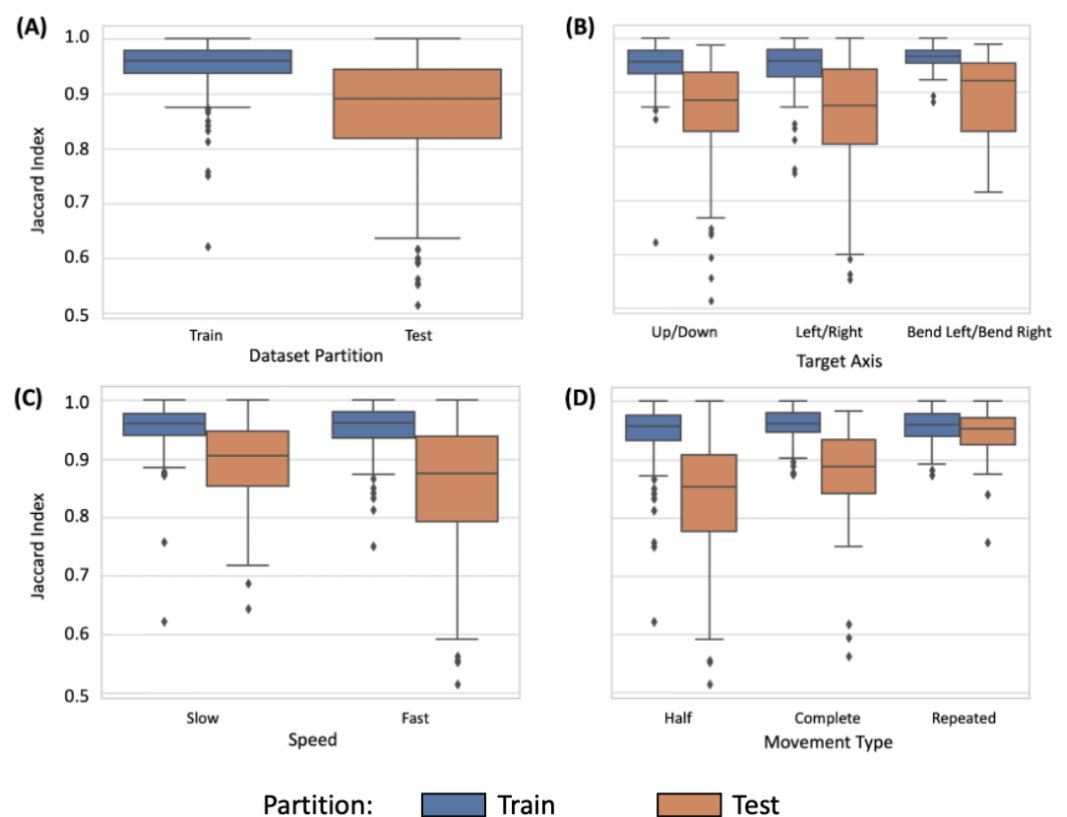 (A)
1.0
0.9
0.8
0.7
0.6
0.5
Jaccard Index
Train
Test
Dataset Partition
(B)
Up/Down
Left/Right
Bend Left/Bend Right
Target Axis
(C)
1.0
0.9
0.8
0.7
0.6
0.5
Jaccard Index
Slow
Fast
Speed
(D)
Half
Complete
Repeated
Movement Type
Partition: Train Test